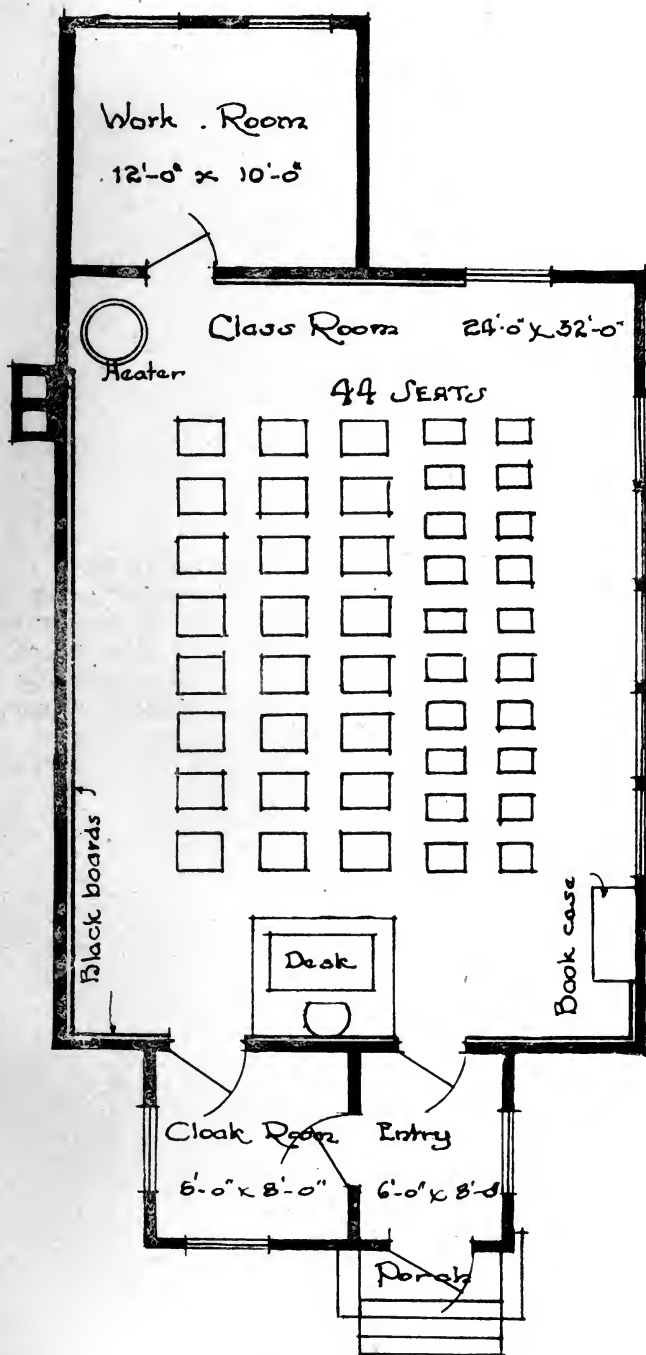 Work . Room
12'-0" x 10'-0"
Class Room 24'-0" x 32'-0"
Heater
44 SEATS
Black boards
Desk
Book case
Cloak Room
8'-0" x 8'-0"
Entry
6'-0" x 8'-0
Porch